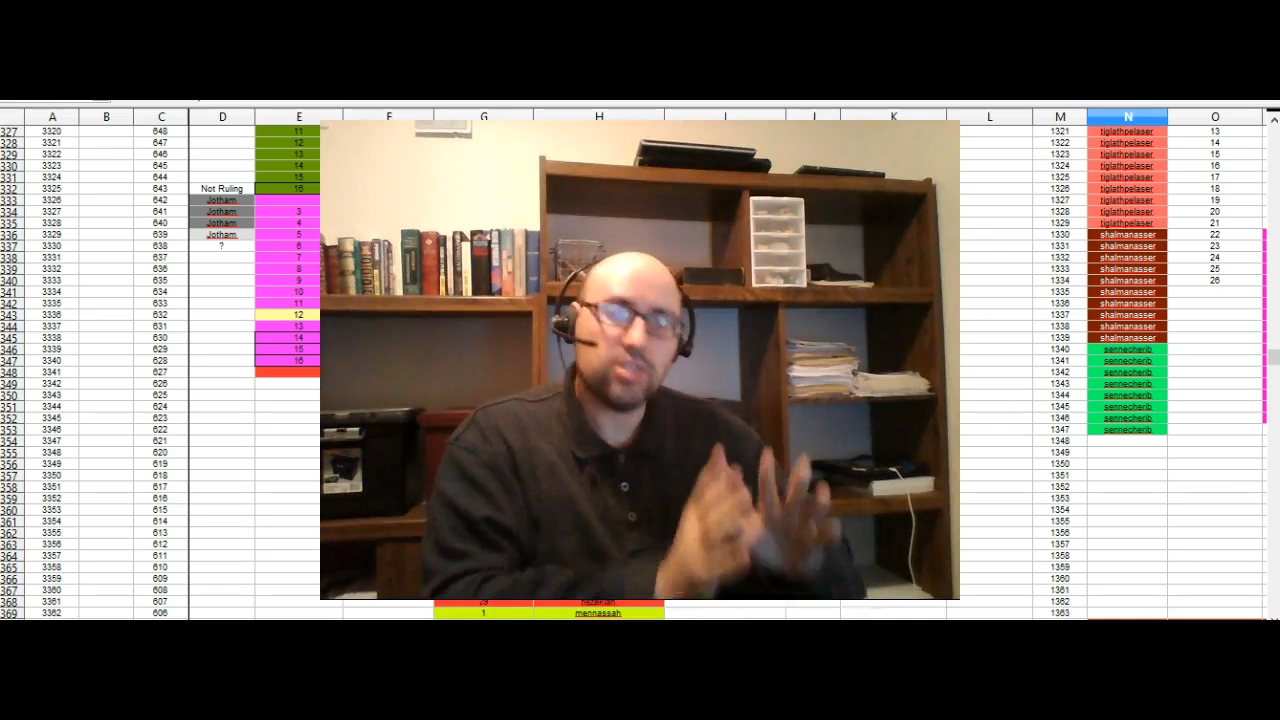 A B C D E F G H I J K L M N O
327 3320 648 11 1321 tiglathpelaser 13
328 3321 647 12 1322 tiglathpelaser 14
329 3322 646 13 1323 tiglathpelaser 15
330 3323 645 14 1324 tiglathpelaser 16
331 3324 644 15 1325 tiglathpelaser 17
332 3325 643 Not Ruling 16 1326 tiglathpelaser 18
333 3326 642 Jotham 1327 tiglathpelaser 19
334 3327 641 Jotham 3 1328 tiglathpelaser 20
335 3328 640 Jotham 4 1329 tiglathpelaser 21
336 3329 639 Jotham 5 1330 shalmanasser 22
337 3330 638 ? 6 1331 shalmanasser 23
338 3331 637 7 1332 shalmanasser 24
339 3332 636 8 1333 shalmanasser 25
340 3333 635 9 1334 shalmanasser 26
341 3334 634 10 1335 shalmanasser
342 3335 633 11 1336 shalmanasser
343 3336 632 12 1337 shalmanasser
344 3337 631 13 1338 shalmanasser
345 3338 630 14 1339 shalmanasser
346 3339 629 15 1340 sennecherib
347 3340 628 16 1341 sennecherib
348 3341 627 1342 sennecherib
349 3342 626 1343 sennecherib
350 3343 625 1344 sennecherib
351 3344 624 1345 sennecherib
352 3345 623 1346 sennecherib
353 3346 622 1347 sennecherib
354 3347 621 1348
355 3348 620 1349
356 3349 619 1350
357 3350 618 1351
358 3351 617 1352
359 3352 616 1353
360 3353 615 1354
361 3354 614 1355
362 3355 613 1356
363 3356 612 1357
364 3357 611 1358
365 3358 610 1359
366 3359 609 1360
367 3360 608 1361
368 3361 607 29 hezekiah 1362
369 3362 606 1 mennassah 1363